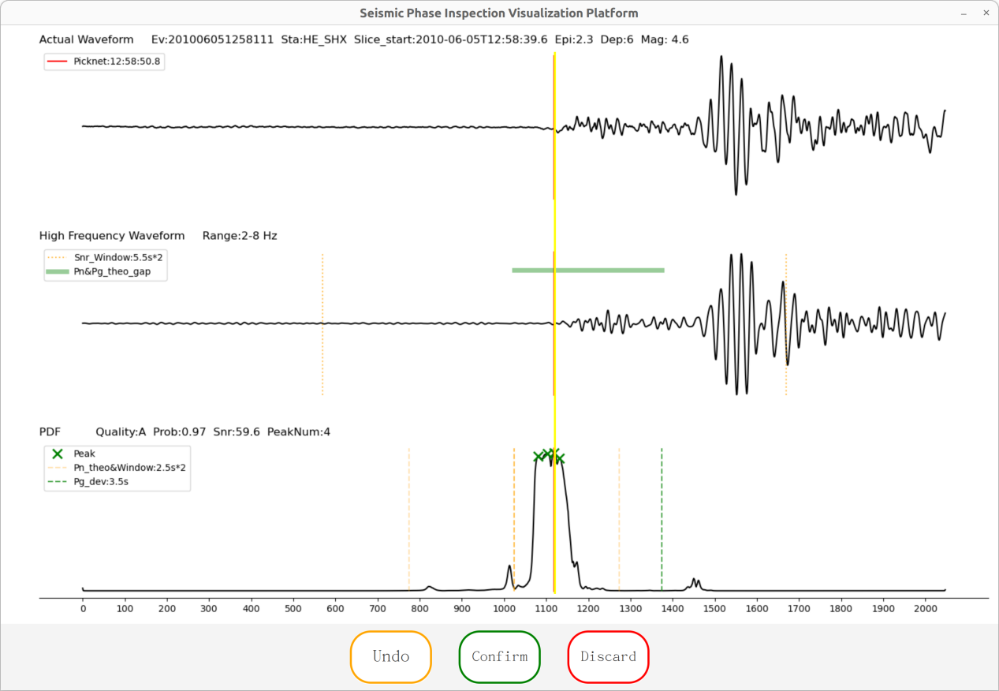 Seismic Phase Inspection Visualization Platform
Actual Waveform Ev:201006051258111 Sta:HE_SHX Slice_start:2010-06-05T12:58:39.6 Epi:2.3 Dep:6 Mag: 4.6
Picknet:12:58:50.8
High Frequency Waveform Range:2-8 Hz
Snr_Window:5.5s*2
Pn&Pg_theo_gap
PDF Quality:A Prob:0.97 Snr:59.6 PeakNum:4
Peak
Pn_theo&Window:2.5s*2
Pg_dev:3.5s
0 100 200 300 400 500 600 700 800 900 1000 1100 1200 1300 1400 1500 1600 1700 1800 1900 2000
Undo Confirm Discard